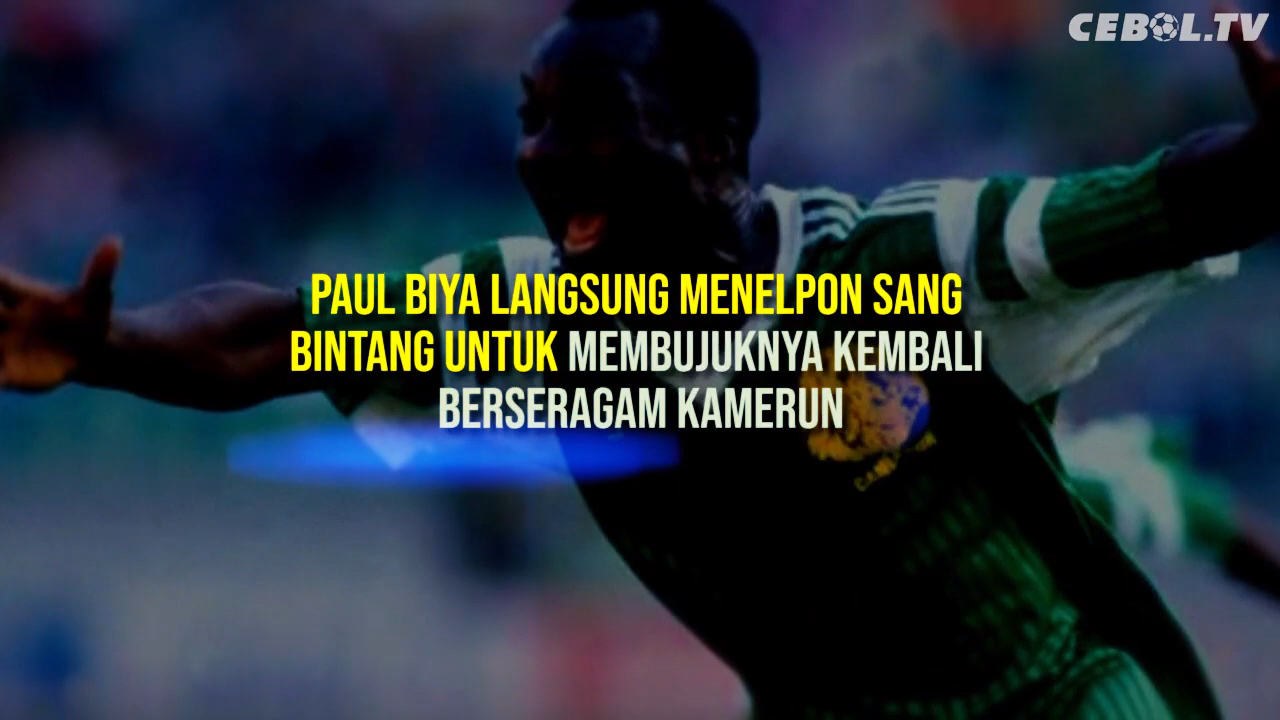 CEBOL.TV
PAUL BIYA LANGSUNG MENELPON SANG
BINTANG UNTUK MEMBUJUKNYA KEMBALI
BERSERAGAM KAMERUN